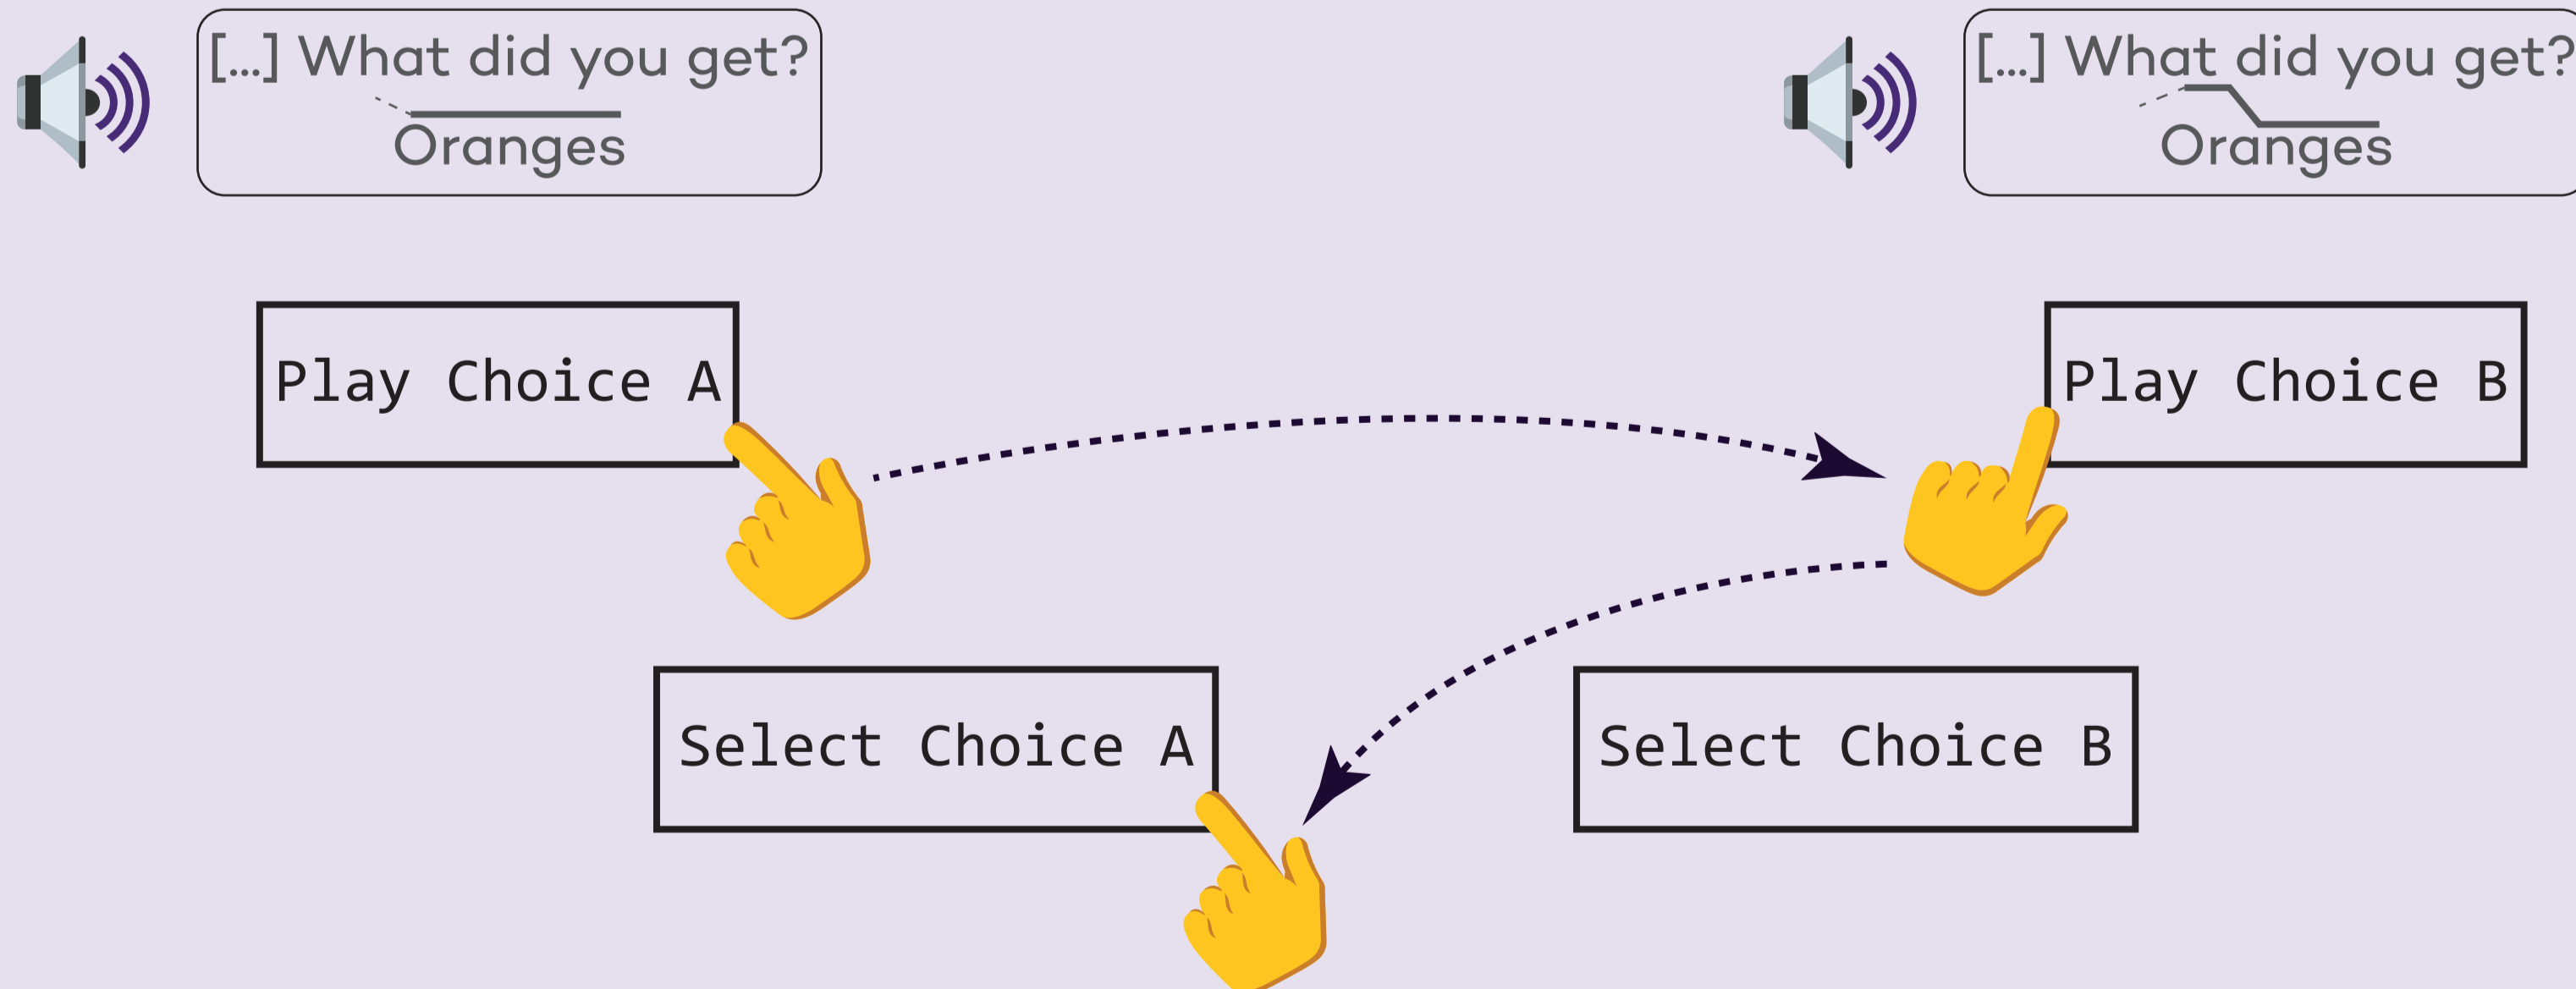 [...] What did you get?
Oranges
[...] What did you get?
Oranges
Play Choice A
Play Choice B
Select Choice A
Select Choice B